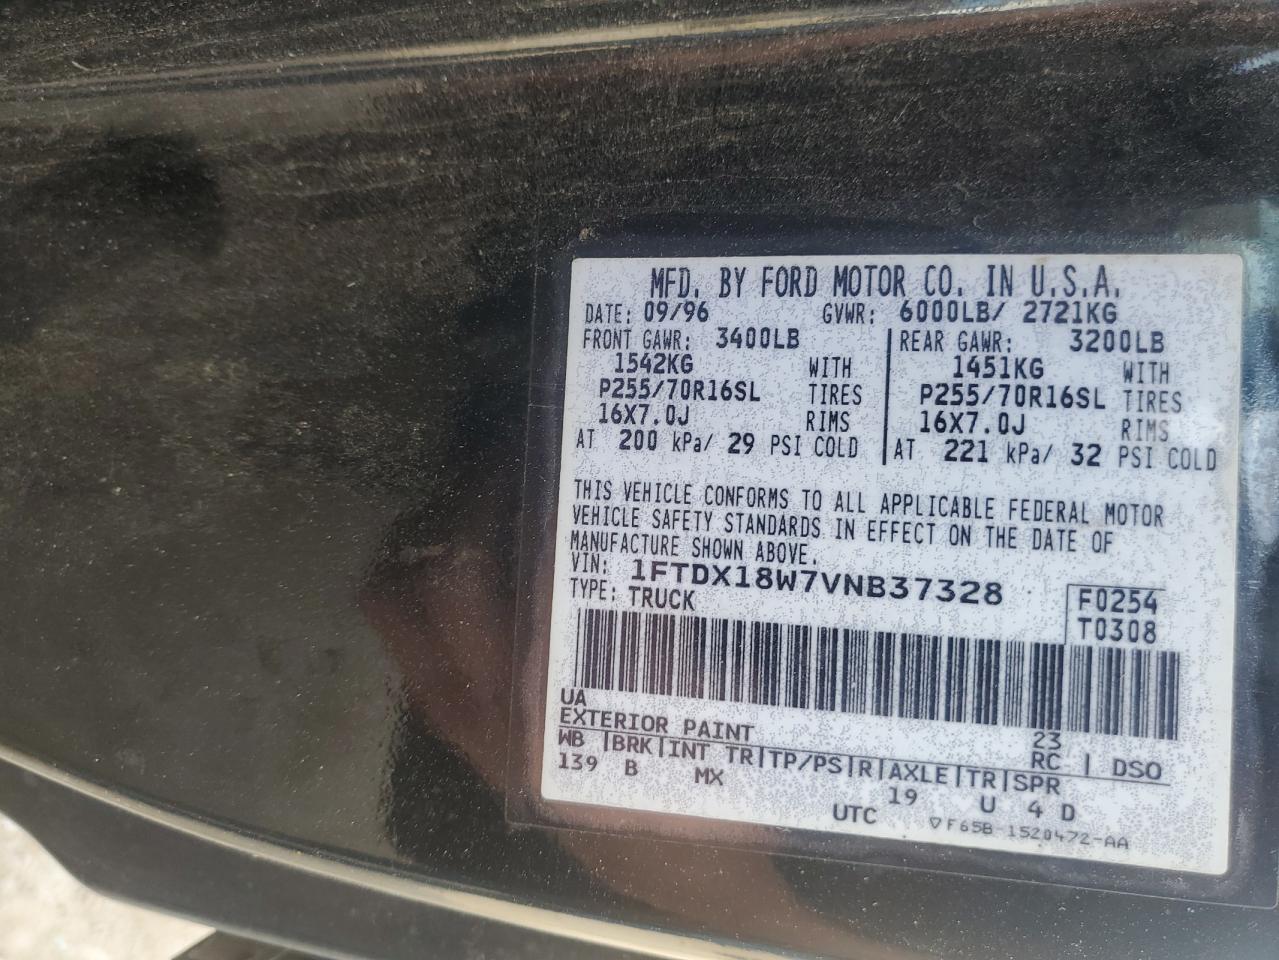 MFD. BY FORD MOTOR CO. IN U.S.A.
DATE: 09/96 GVWR: 6000LB/ 2721KG
FRONT GAWR: 3400LB REAR GAWR: 3200LB
1542KG WITH 1451KG WITH
P255/70R16SL TIRES P255/70R16SL TIRES
16X7.0J RIMS 16X7.0J RIMS
AT 200 kPa/ 29 PSI COLD AT 221 kPa/ 32 PSI COLD
THIS VEHICLE CONFORMS TO ALL APPLICABLE FEDERAL MOTOR
VEHICLE SAFETY STANDARDS IN EFFECT ON THE DATE OF
MANUFACTURE SHOWN ABOVE.
VIN: 1FTDX18W7VNB37328 F0254
TYPE: TRUCK T0308
UA
EXTERIOR PAINT 23
WB |BRK|INT TR|TP/PS|R|AXLE|TR|SPR RC | DSO
139 B MX 19 U 4 D
UTC ▽F65B-1520472-AA